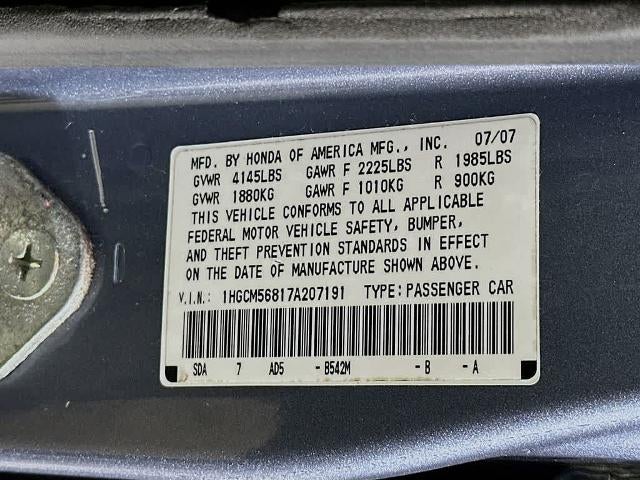 MFD. BY HONDA OF AMERICA MFG., INC. 07/07
GVWR 4145LBS GAWR F 2225LBS R 1985LBS
GVWR 1880KG GAWR F 1010KG R 900KG
THIS VEHICLE CONFORMS TO ALL APPLICABLE
FEDERAL MOTOR VEHICLE SAFETY, BUMPER,
AND THEFT PREVENTION STANDARDS IN EFFECT
ON THE DATE OF MANUFACTURE SHOWN ABOVE.
V.I.N.: 1HGCM56817A207191 TYPE: PASSENGER CAR
SDA 7 AD5 -B542M -B -A